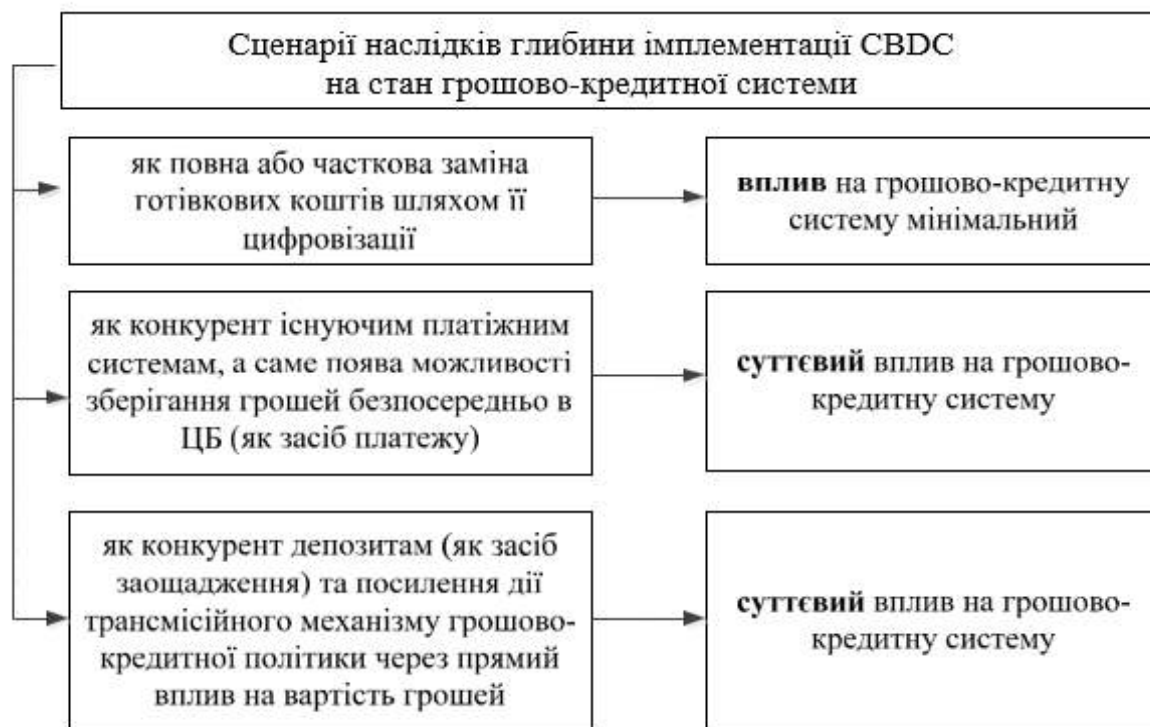 Сценарії наслідків глибини імплементації CBDC
на стан грошово-кредитної системи
як повна або часткова заміна
готівкових коштів шляхом її
цифровізації
вплив на грошово-кредитну
систему мінімальний
як конкурент існуючим платіжним
системам, а саме поява можливості
зберігання грошей безпосередньо в
ЦБ (як засіб платежу)
суттєвий вплив на грошово-
кредитну систему
як конкурент депозитам (як засіб
заощадження) та посилення дії
трансмісійного механізму грошово-
кредитної політики через прямий
вплив на вартість грошей
суттєвий вплив на грошово-
кредитну систему